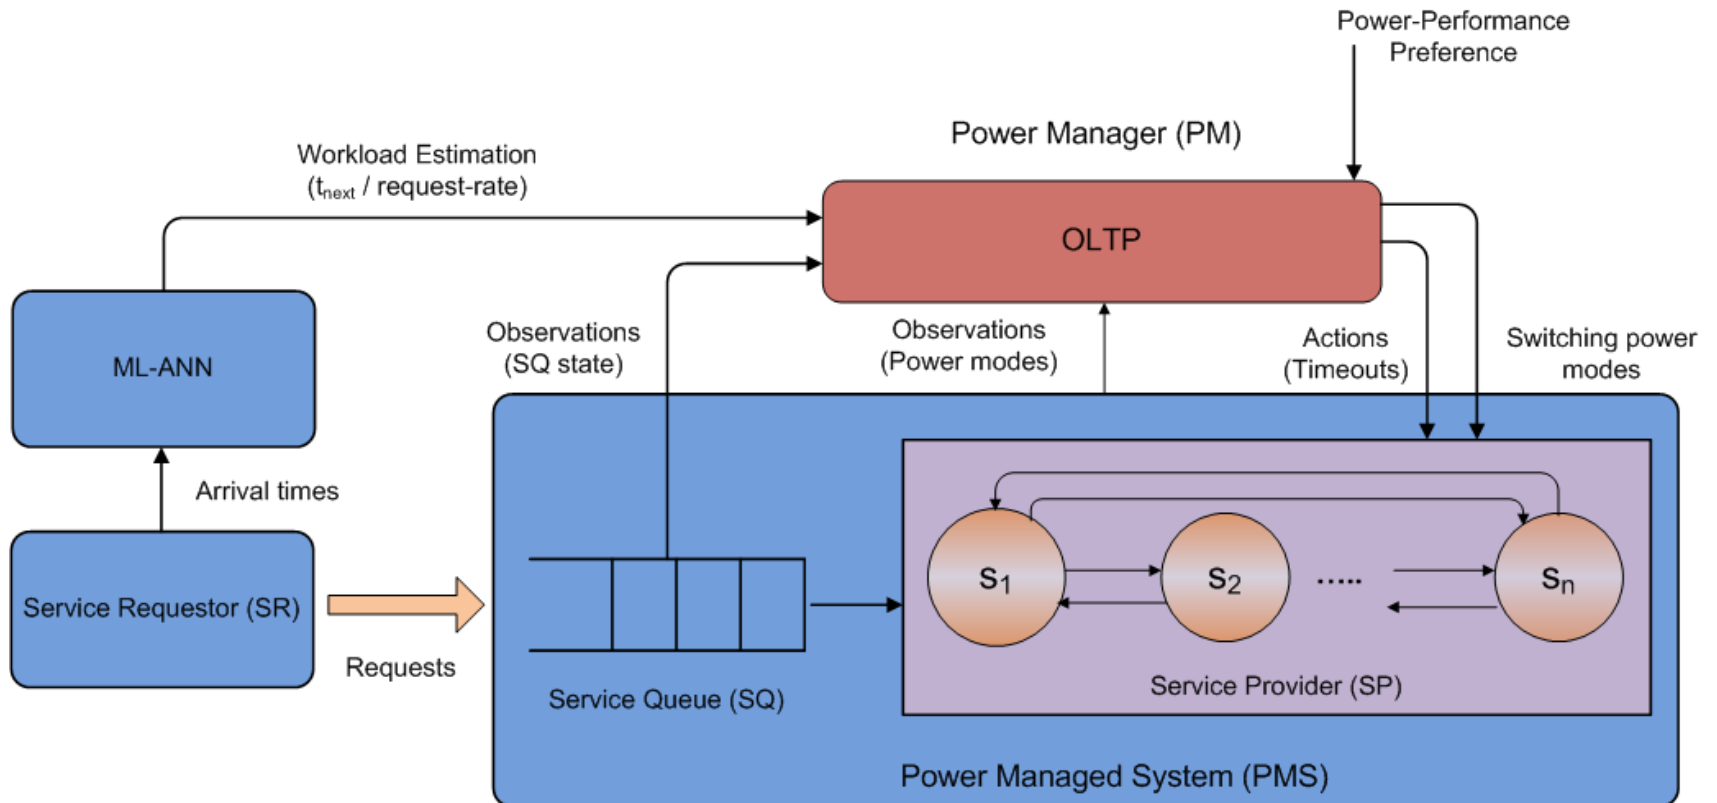 Power-Performance
Preference
Power Manager (PM)
Workload Estimation
(tnext / request-rate)
OLTP
Observations
(SQ state)
Observations
(Power modes)
Actions
(Timeouts)
Switching power
modes
ML-ANN
Arrival times
Service Requestor (SR)
Requests
s1
s2
.....
sn
Service Queue (SQ)
Service Provider (SP)
Power Managed System (PMS)